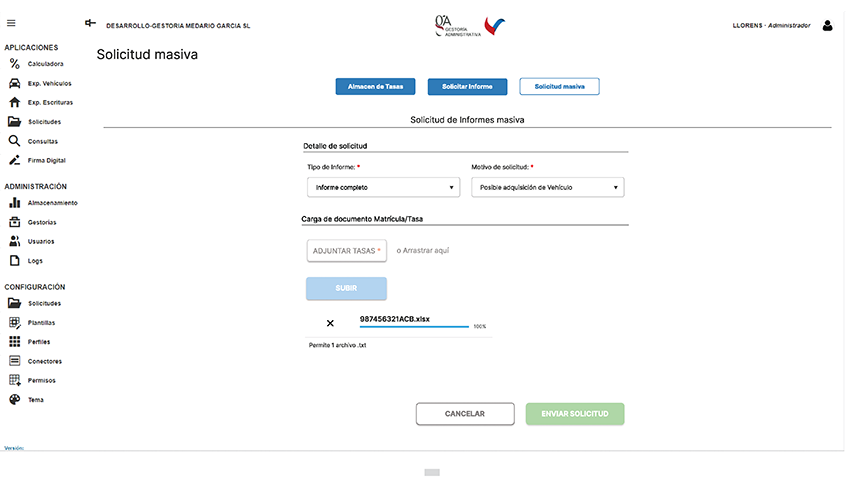 DESARROLLO-GESTORIA MEDARIO GARCIA SL
GA
GESTORÍA
ADMINISTRATIVA
LLORENS - Administrador
APLICACIONES
Calculadora
Exp. Vehículos
Exp. Escrituras
Solicitudes
Consultas
Firma Digital
ADMINISTRACIÓN
Almacenamiento
Gestorías
Usuarios
Logs
CONFIGURACIÓN
Solicitudes
Plantillas
Perfiles
Conectores
Permisos
Tema
Versión:
Solicitud masiva
Almacen de Tasas
Solicitar Informe
Solicitud masiva
Solicitud de Informes masiva
Detalle de solicitud
Tipo de Informe: *
Motivo de solicitud: *
Informe completo
Posible adquisición de Vehículo
Carga de documento Matrícula/Tasa
ADJUNTAR TASAS *
o Arrastrar aquí
SUBIR
987456321ACB.xlsx
100%
Permite 1 archivo .txt
CANCELAR
ENVIAR SOLICITUD